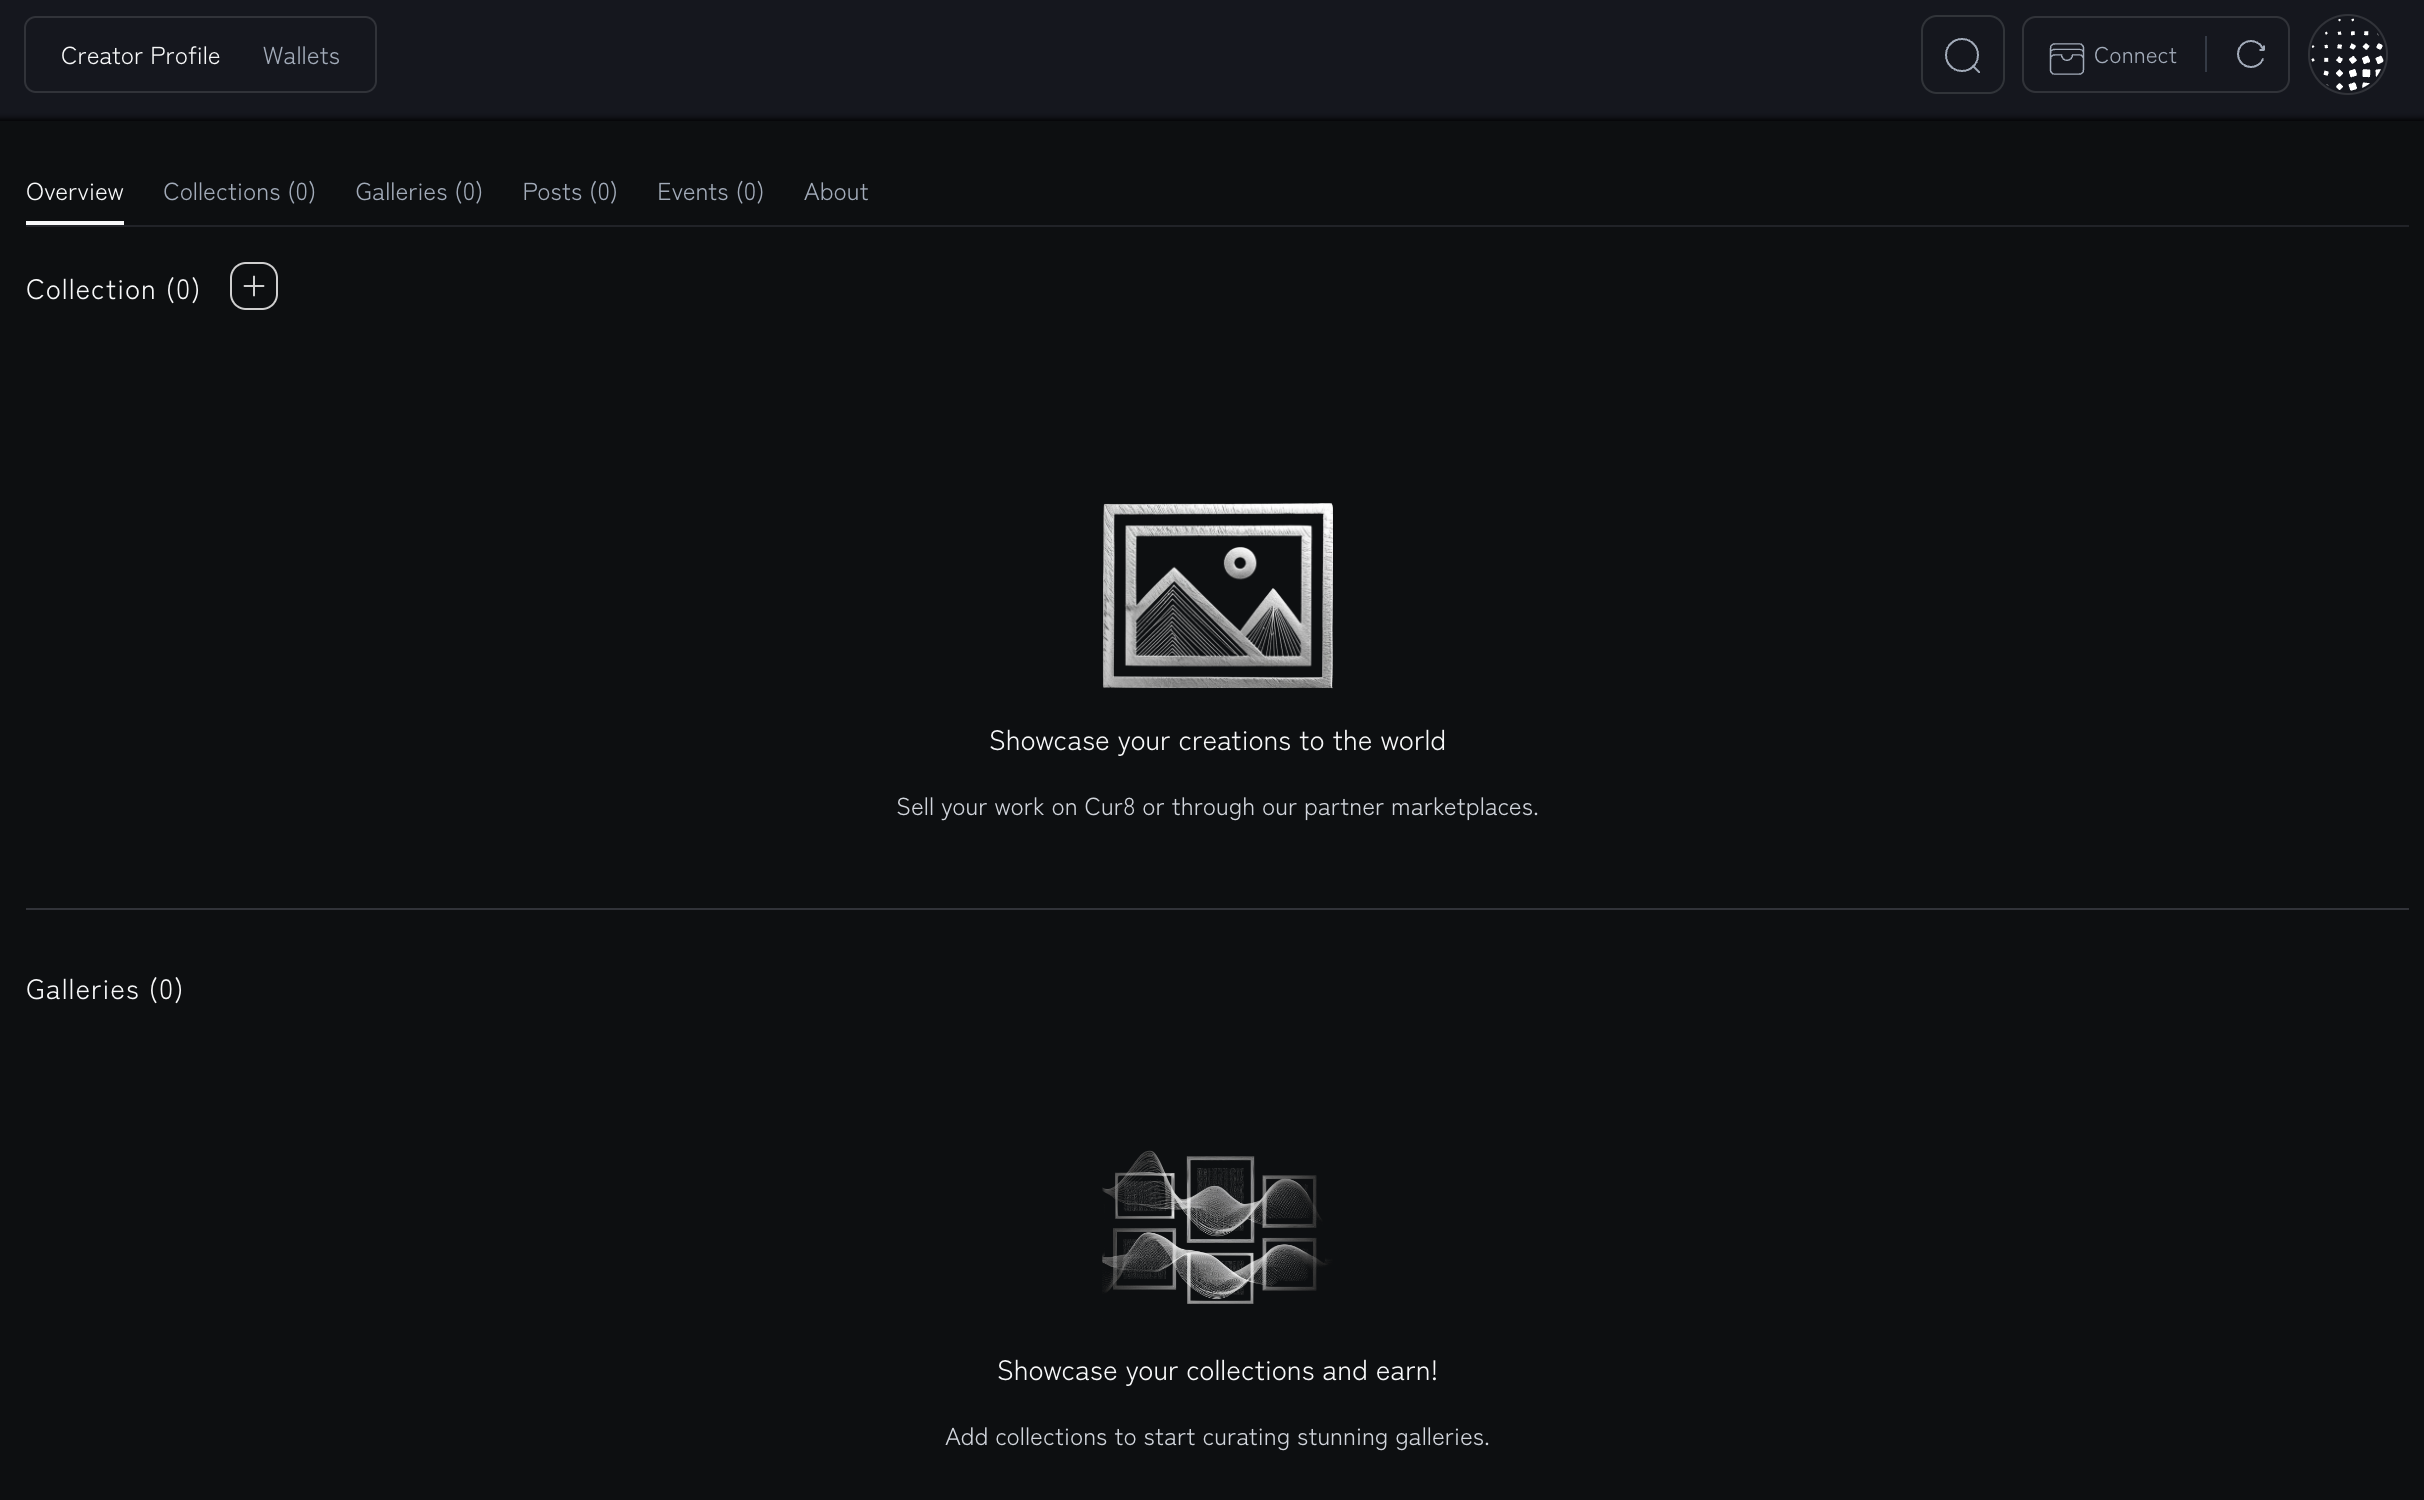 Creator Profile Wallets Connect
Overview Collections (0) Galleries (0) Posts (0) Events (0) About
Collection (0)
Showcase your creations to the world
Sell your work on Cur8 or through our partner marketplaces.
Galleries (0)
Showcase your collections and earn!
Add collections to start curating stunning galleries.